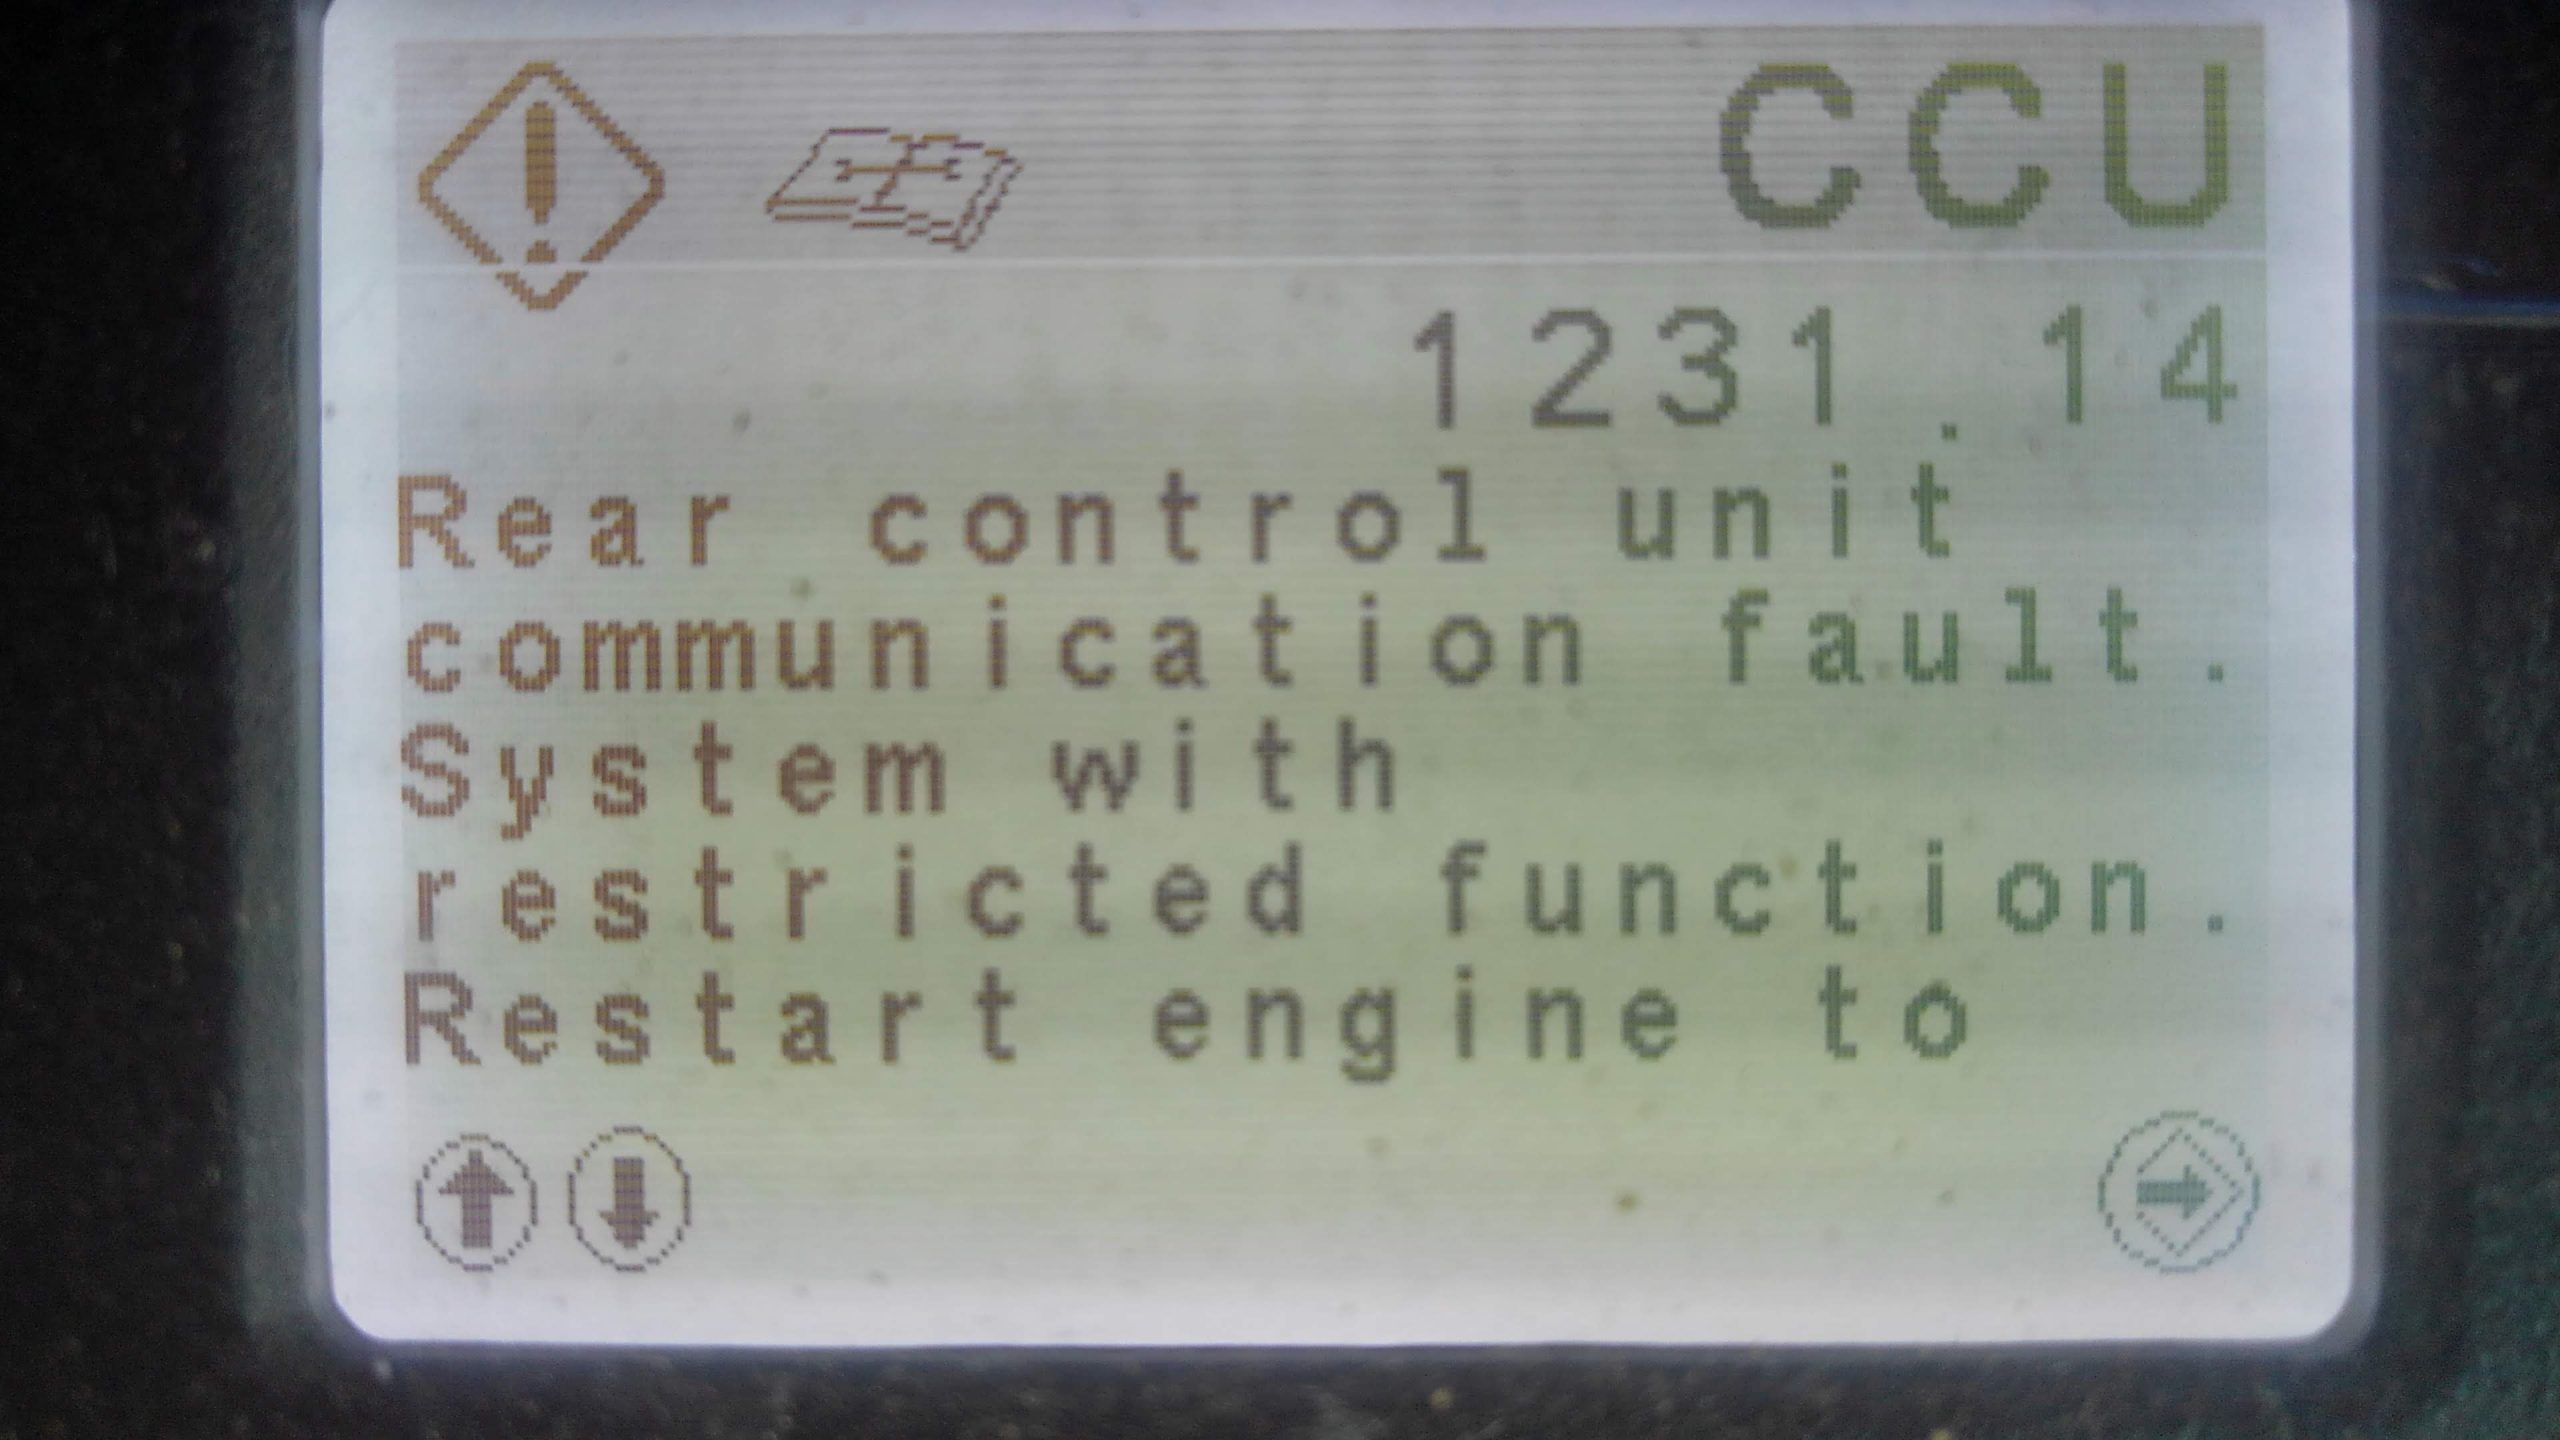 CCU
1231.14
Rear control unit
communication fault.
System with
restricted function.
Restart engine to